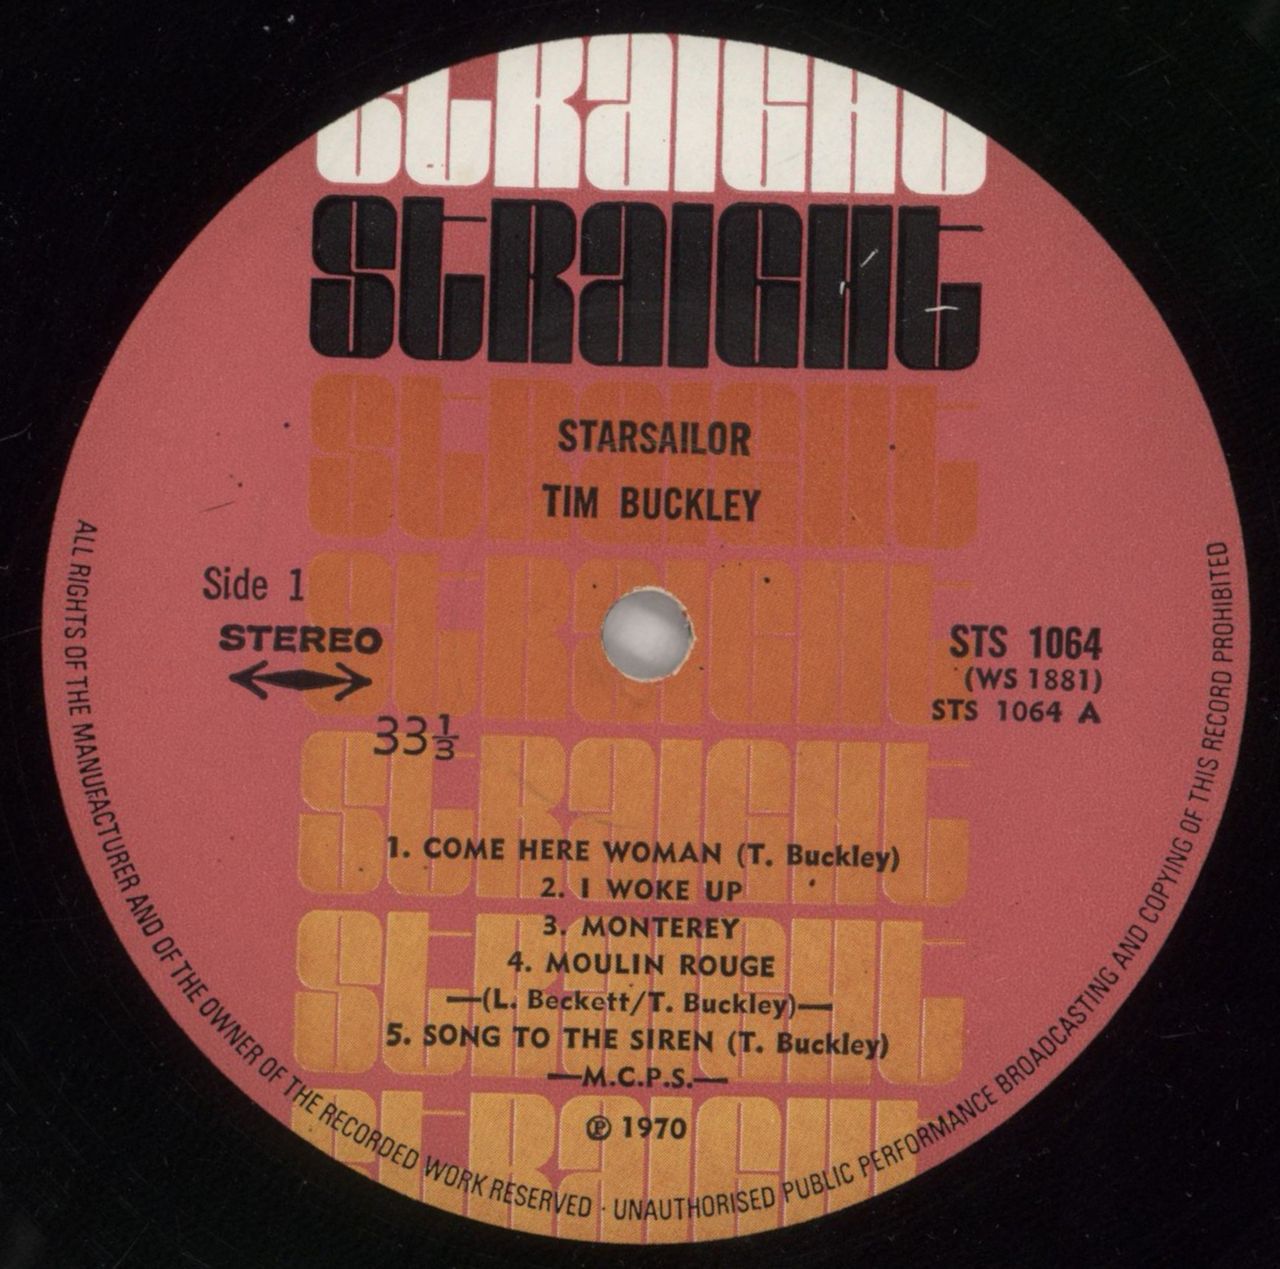 STRAIGHT
STRAIGHT
STRAIGHT
STARSAILOR
TIM BUCKLEY
STRAIGHT
Side 1
STEREO
33⅓
STS 1064
(WS 1881)
STS 1064 A
STRAIGHT
1. COME HERE WOMAN (T. Buckley)
2. I WOKE UP
3. MONTEREY
4. MOULIN ROUGE
—(L. Beckett/T. Buckley)—
5. SONG TO THE SIREN (T. Buckley)
—M.C.P.S.—
STRAIGHT
℗ 1970
STRAIGHT
ALL RIGHTS OF THE MANUFACTURER AND OF THE OWNER OF THE RECORDED WORK RESERVED · UNAUTHORISED PUBLIC PERFORMANCE BROADCASTING AND COPYING OF THIS RECORD PROHIBITED